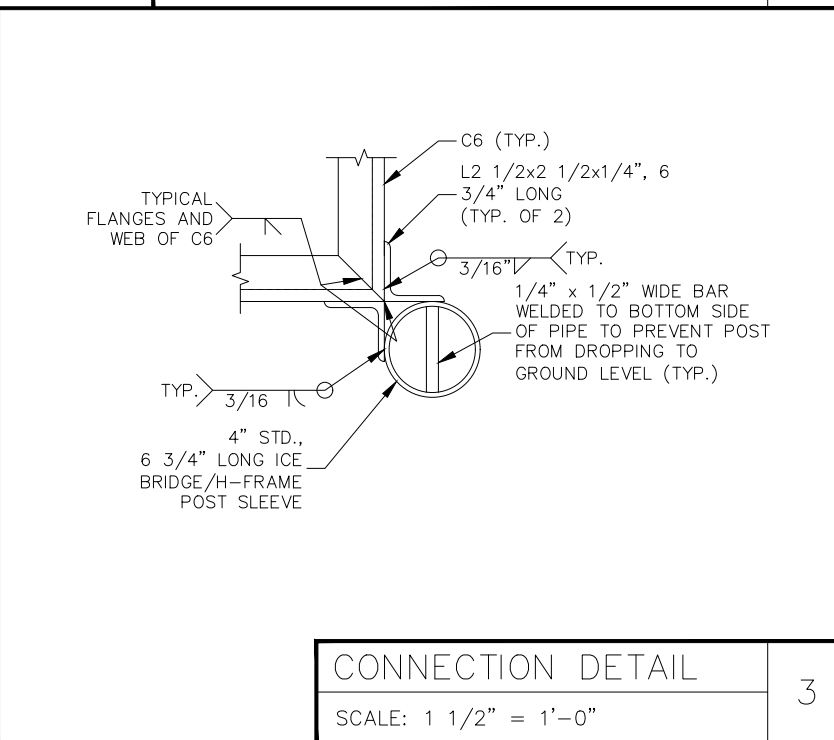 C6 (TYP.)
L2 1/2x2 1/2x1/4", 6
3/4" LONG
(TYP. OF 2)
TYPICAL
FLANGES AND
WEB OF C6
3/16"
TYP.
1/4" x 1/2" WIDE BAR
WELDED TO BOTTOM SIDE
OF PIPE TO PREVENT POST
FROM DROPPING TO
GROUND LEVEL (TYP.)
TYP.
3/16
4" STD.,
6 3/4" LONG ICE
BRIDGE/H-FRAME
POST SLEEVE
CONNECTION DETAIL
3
SCALE: 1 1/2" = 1'-0"